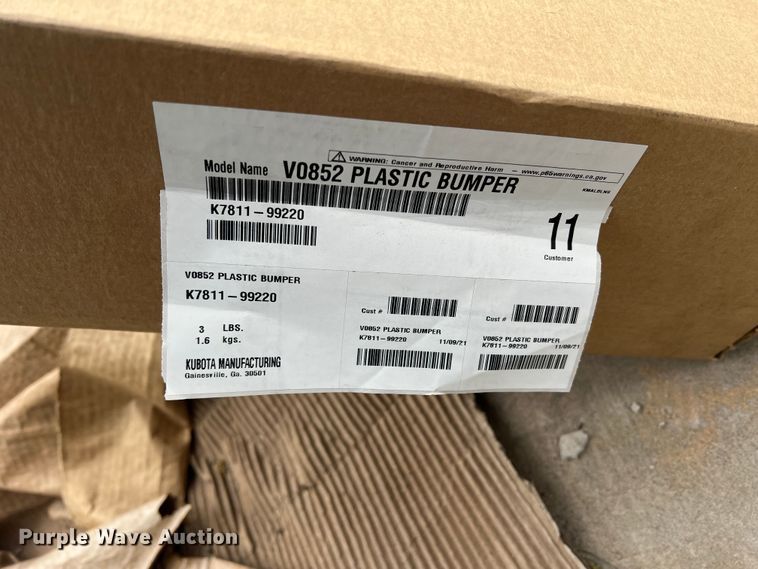 WARNING: Cancer and Reproductive Harm – www.p65warnings.ca.gov
Model Name V0852 PLASTIC BUMPER
K7811-99220
11
Customer
V0852 PLASTIC BUMPER
K7811-99220
3 LBS.
1.6 kgs.
KUBOTA MANUFACTURING
Gainesville, Ga. 30501
Cust #
V0852 PLASTIC BUMPER
K7811-99220 11/09/21
Cust #
V0852 PLASTIC BUMPER
K7811-99220 11/09/21
Purple Wave Auction